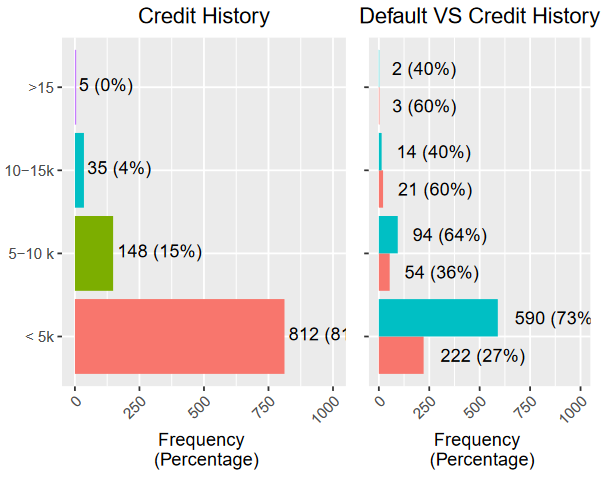 Credit History
Default VS Credit History
>15
5 (0%)
2 (40%)
3 (60%)
10−15k
35 (4%)
14 (40%)
21 (60%)
5−10 k
148 (15%)
94 (64%)
54 (36%)
< 5k
812 (81
590 (73%
222 (27%)
0 250 500 750 1000
0 250 500 750 1000
Frequency
(Percentage)
Frequency
(Percentage)